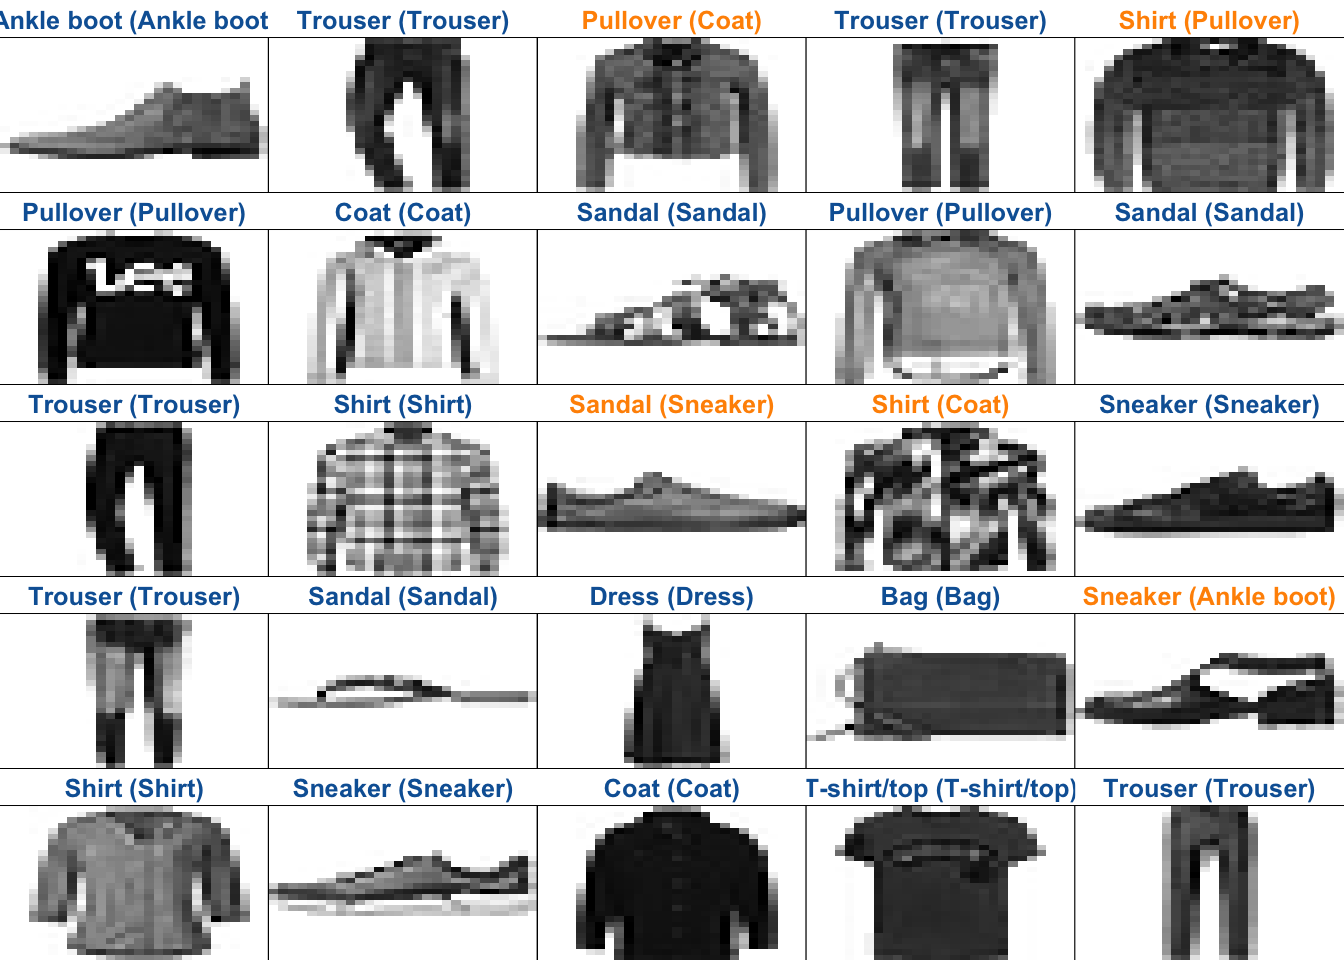 Ankle boot (Ankle boot
Trouser (Trouser)
Pullover (Coat)
Trouser (Trouser)
Shirt (Pullover)
Pullover (Pullover)
Coat (Coat)
Sandal (Sandal)
Pullover (Pullover)
Sandal (Sandal)
Lee
Trouser (Trouser)
Shirt (Shirt)
Sandal (Sneaker)
Shirt (Coat)
Sneaker (Sneaker)
Trouser (Trouser)
Sandal (Sandal)
Dress (Dress)
Bag (Bag)
Sneaker (Ankle boot)
Shirt (Shirt)
Sneaker (Sneaker)
Coat (Coat)
T-shirt/top (T-shirt/top)
Trouser (Trouser)